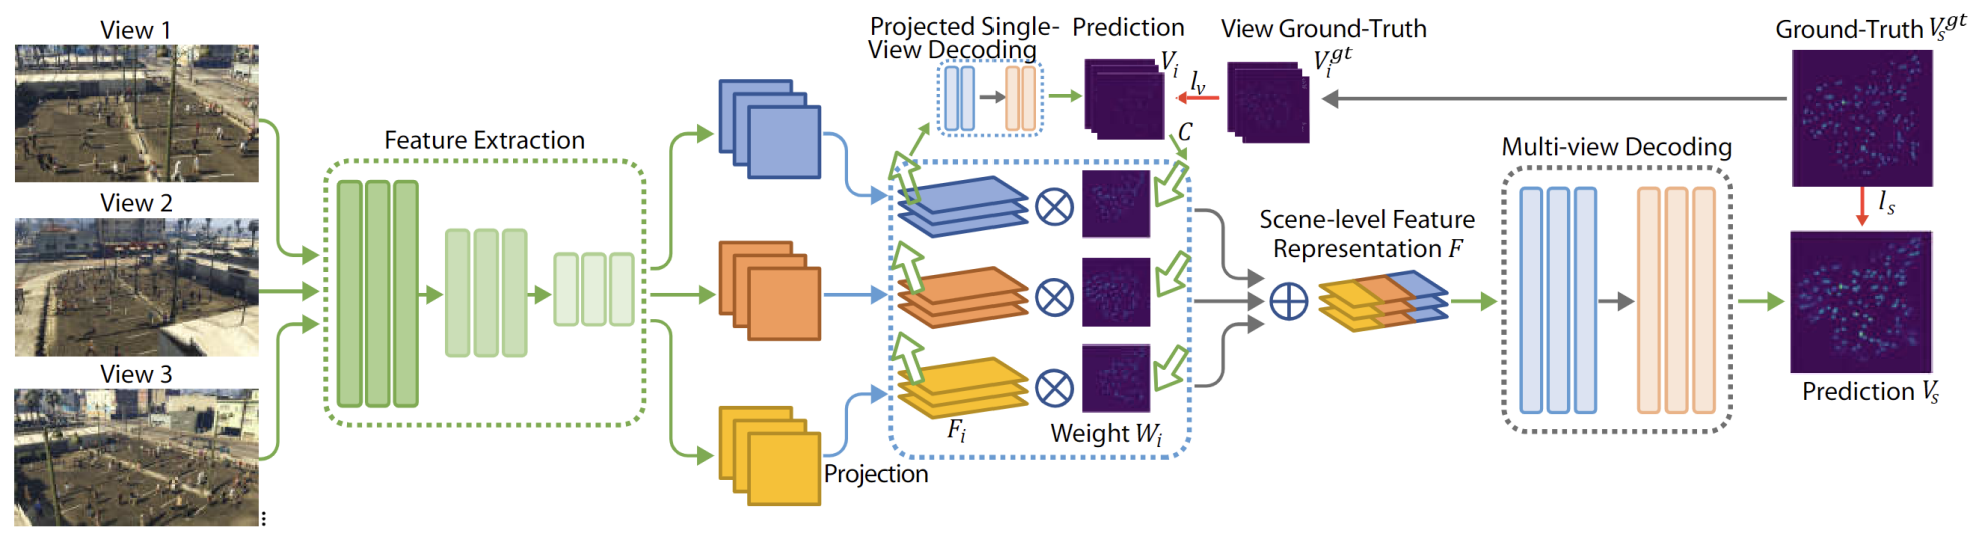 View 1
View 2
View 3
⋮
Feature Extraction
Projection
Projected Single-
View Decoding
Prediction
V_i
l_v
View Ground-Truth
V_i^{gt}
C
F_i
Weight W_i
Scene-level Feature
Representation F
Multi-view Decoding
Ground-Truth V_s^{gt}
l_s
Prediction V_s